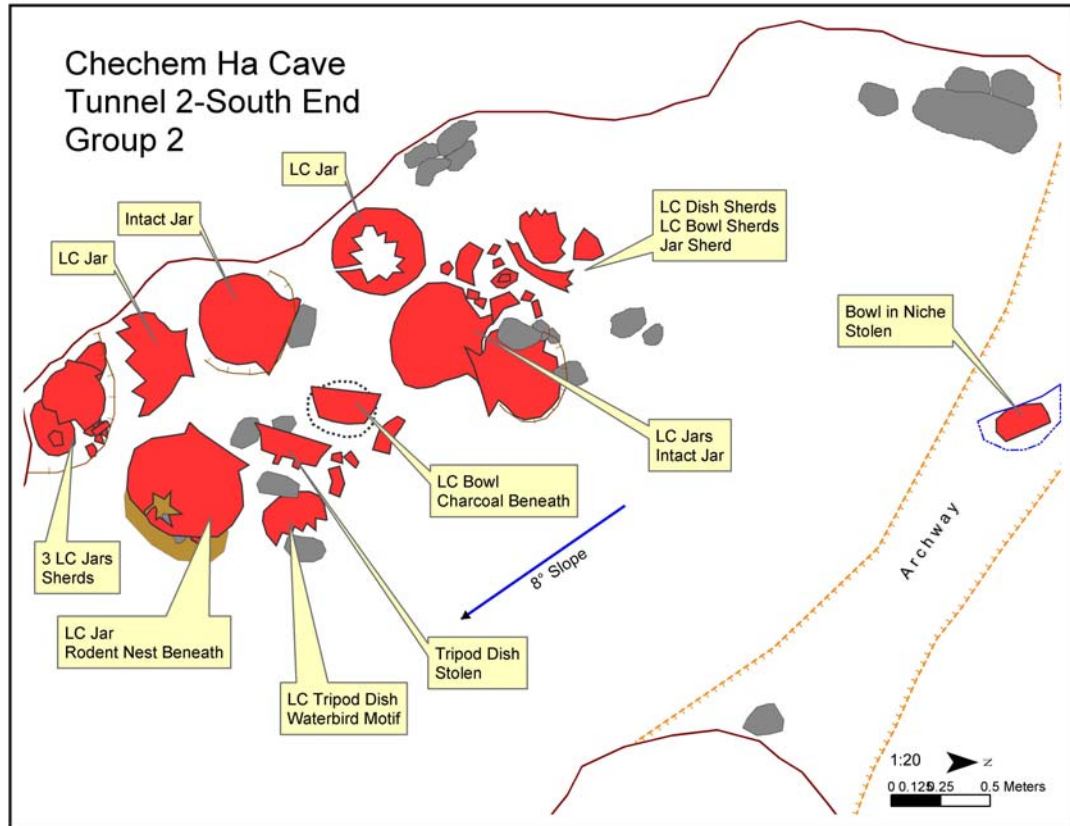 Chechem Ha Cave
Tunnel 2-South End
Group 2
LC Jar
Intact Jar
LC Jar
LC Dish Sherds
LC Bowl Sherds
Jar Sherd
Bowl in Niche
Stolen
LC Jars
Intact Jar
LC Bowl
Charcoal Beneath
3 LC Jars
Sherds
8° Slope
Archway
LC Jar
Rodent Nest Beneath
Tripod Dish
Stolen
LC Tripod Dish
Waterbird Motif
1:20
N
0 0.125 0.25 0.5 Meters